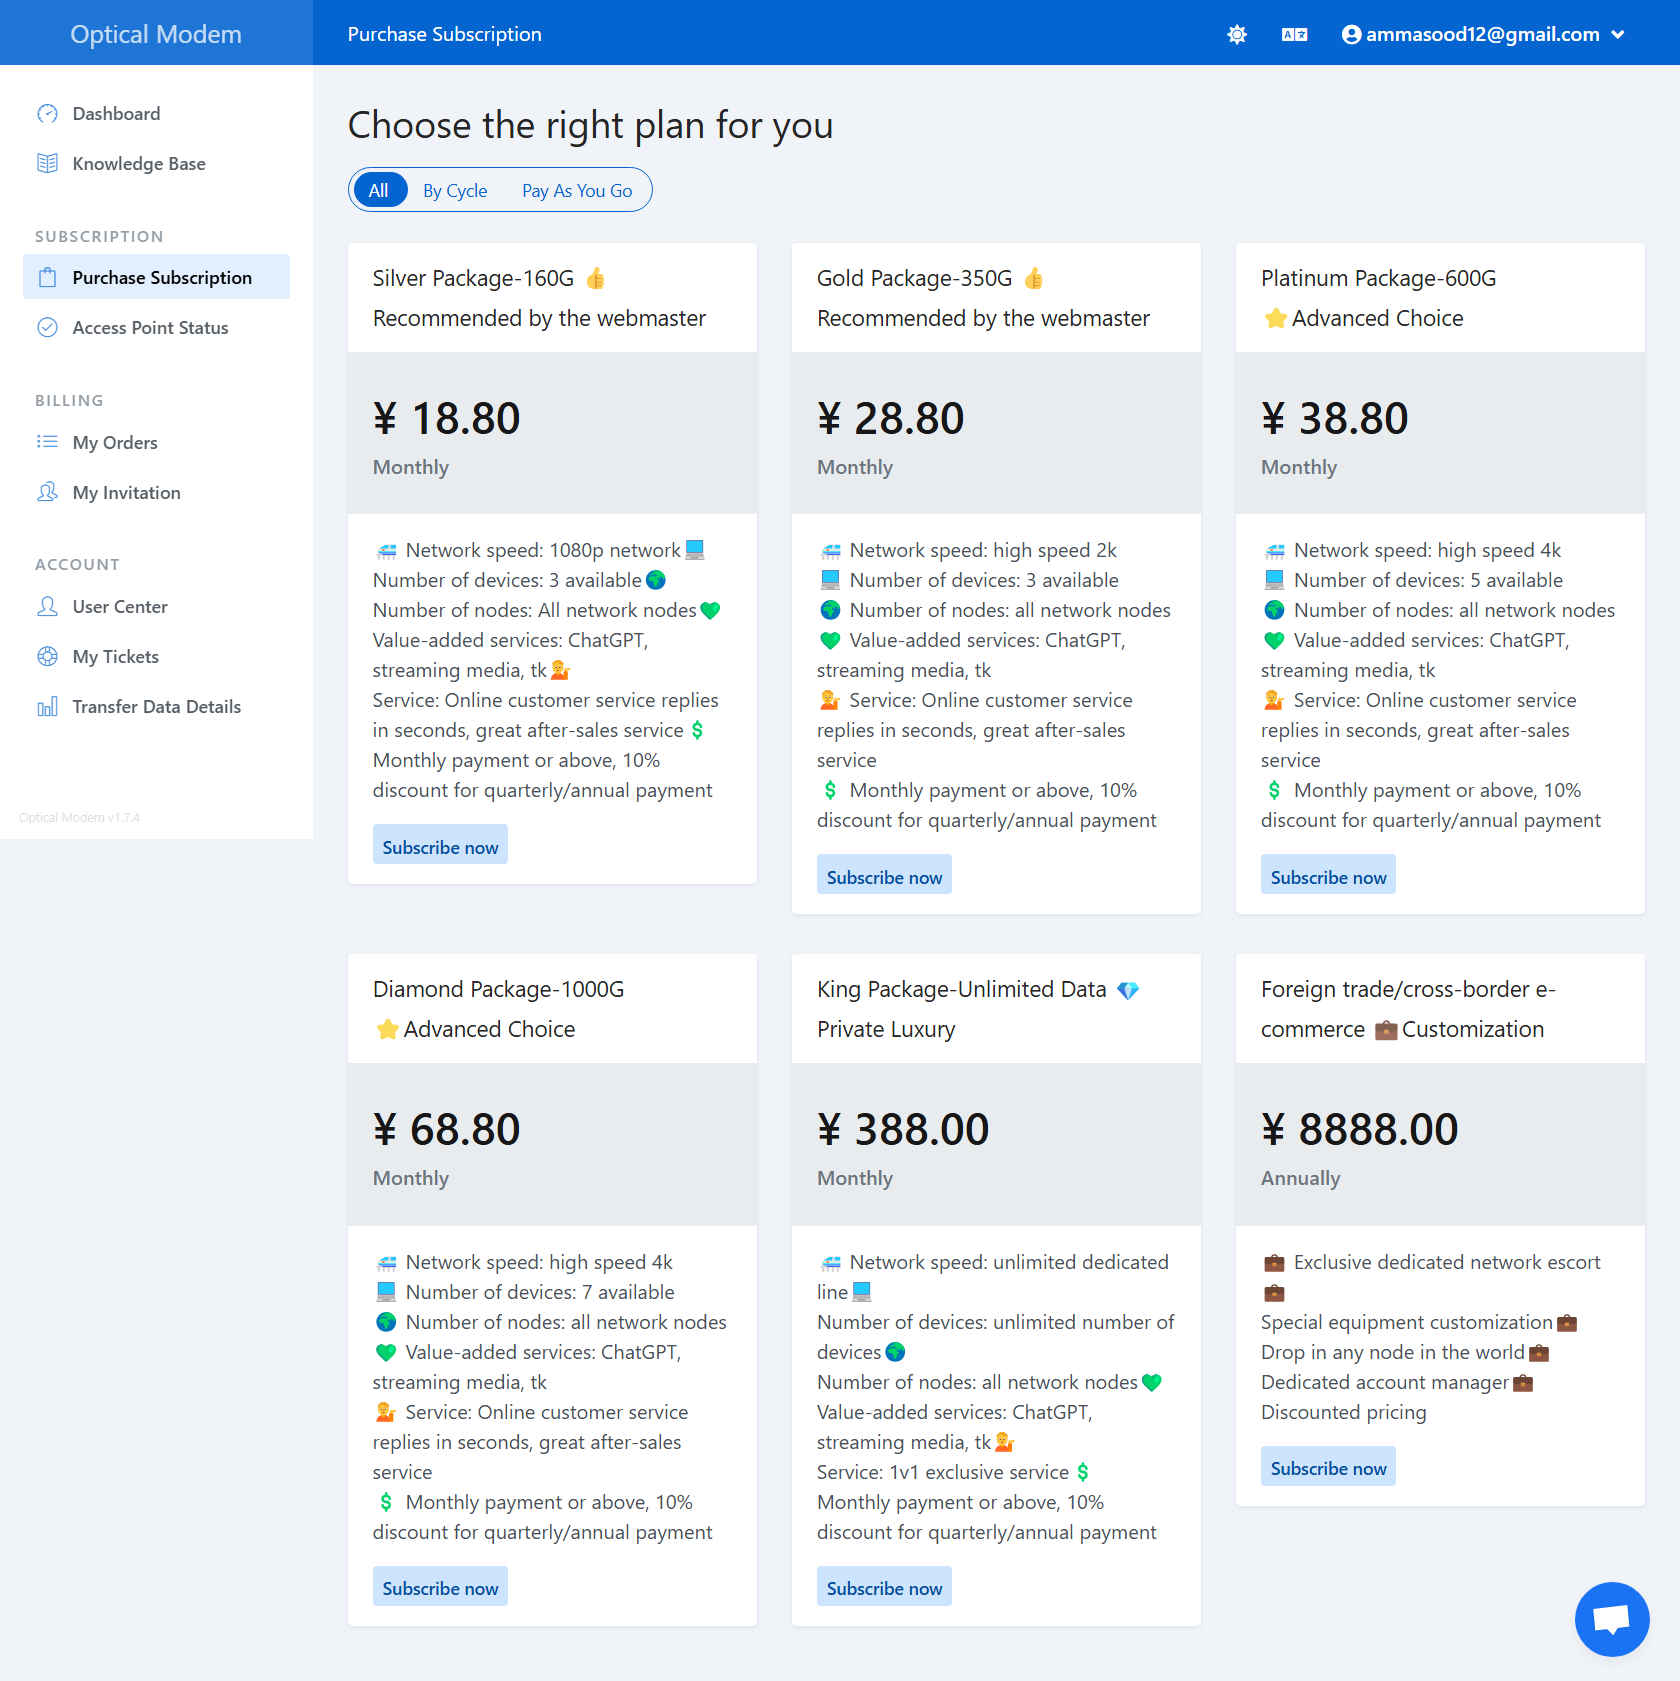 Optical Modem
Purchase Subscription
ammasood12@gmail.com
Dashboard
Knowledge Base
SUBSCRIPTION
Purchase Subscription
Access Point Status
BILLING
My Orders
My Invitation
ACCOUNT
User Center
My Tickets
Transfer Data Details
Optical Modem v1.7.4
Choose the right plan for you
All
By Cycle
Pay As You Go
Silver Package-160G 👍
Recommended by the webmaster
¥ 18.80
Monthly
🚈 Network speed: 1080p network💻
Number of devices: 3 available🌍
Number of nodes: All network nodes💚
Value-added services: ChatGPT,
streaming media, tk💁
Service: Online customer service replies
in seconds, great after-sales service💲
Monthly payment or above, 10%
discount for quarterly/annual payment
Subscribe now
Gold Package-350G 👍
Recommended by the webmaster
¥ 28.80
Monthly
🚈 Network speed: high speed 2k
💻 Number of devices: 3 available
🌍 Number of nodes: all network nodes
💚 Value-added services: ChatGPT,
streaming media, tk
💁 Service: Online customer service
replies in seconds, great after-sales
service
💲 Monthly payment or above, 10%
discount for quarterly/annual payment
Subscribe now
Platinum Package-600G
⭐Advanced Choice
¥ 38.80
Monthly
🚈 Network speed: high speed 4k
💻 Number of devices: 5 available
🌍 Number of nodes: all network nodes
💚 Value-added services: ChatGPT,
streaming media, tk
💁 Service: Online customer service
replies in seconds, great after-sales
service
💲 Monthly payment or above, 10%
discount for quarterly/annual payment
Subscribe now
Diamond Package-1000G
⭐Advanced Choice
¥ 68.80
Monthly
🚈 Network speed: high speed 4k
💻 Number of devices: 7 available
🌍 Number of nodes: all network nodes
💚 Value-added services: ChatGPT,
streaming media, tk
💁 Service: Online customer service
replies in seconds, great after-sales
service
💲 Monthly payment or above, 10%
discount for quarterly/annual payment
Subscribe now
King Package-Unlimited Data 💎
Private Luxury
¥ 388.00
Monthly
🚈 Network speed: unlimited dedicated
line💻
Number of devices: unlimited number of
devices🌍
Number of nodes: all network nodes💚
Value-added services: ChatGPT,
streaming media, tk💁
Service: 1v1 exclusive service💲
Monthly payment or above, 10%
discount for quarterly/annual payment
Subscribe now
Foreign trade/cross-border e-
commerce 💼Customization
¥ 8888.00
Annually
💼 Exclusive dedicated network escort
💼
Special equipment customization💼
Drop in any node in the world💼
Dedicated account manager💼
Discounted pricing
Subscribe now